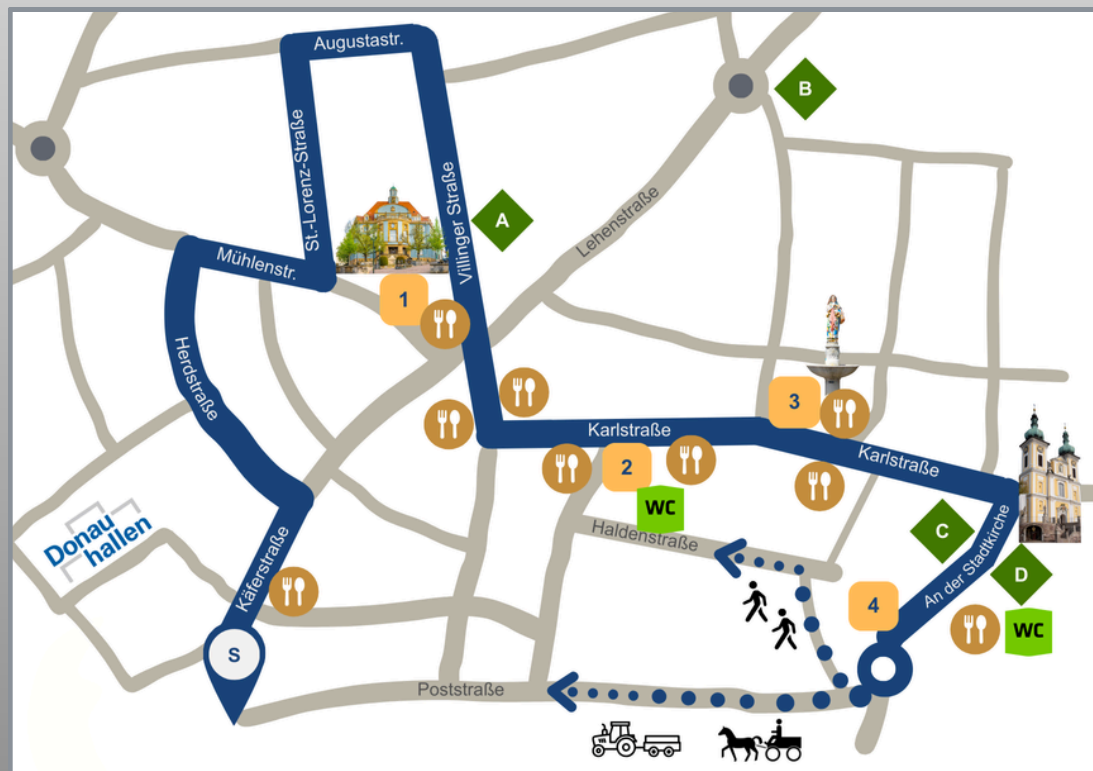 Augustastr.
B
St.-Lorenz-Straße
Villinger Straße
A
Lehenstraße
Mühlenstr.
1
Herdstraße
3
Karlstraße
2
Karlstraße
WC
Haldenstraße
C
An der Stadtkirche
Donau
hallen
Käferstraße
D
4
WC
S
Poststraße